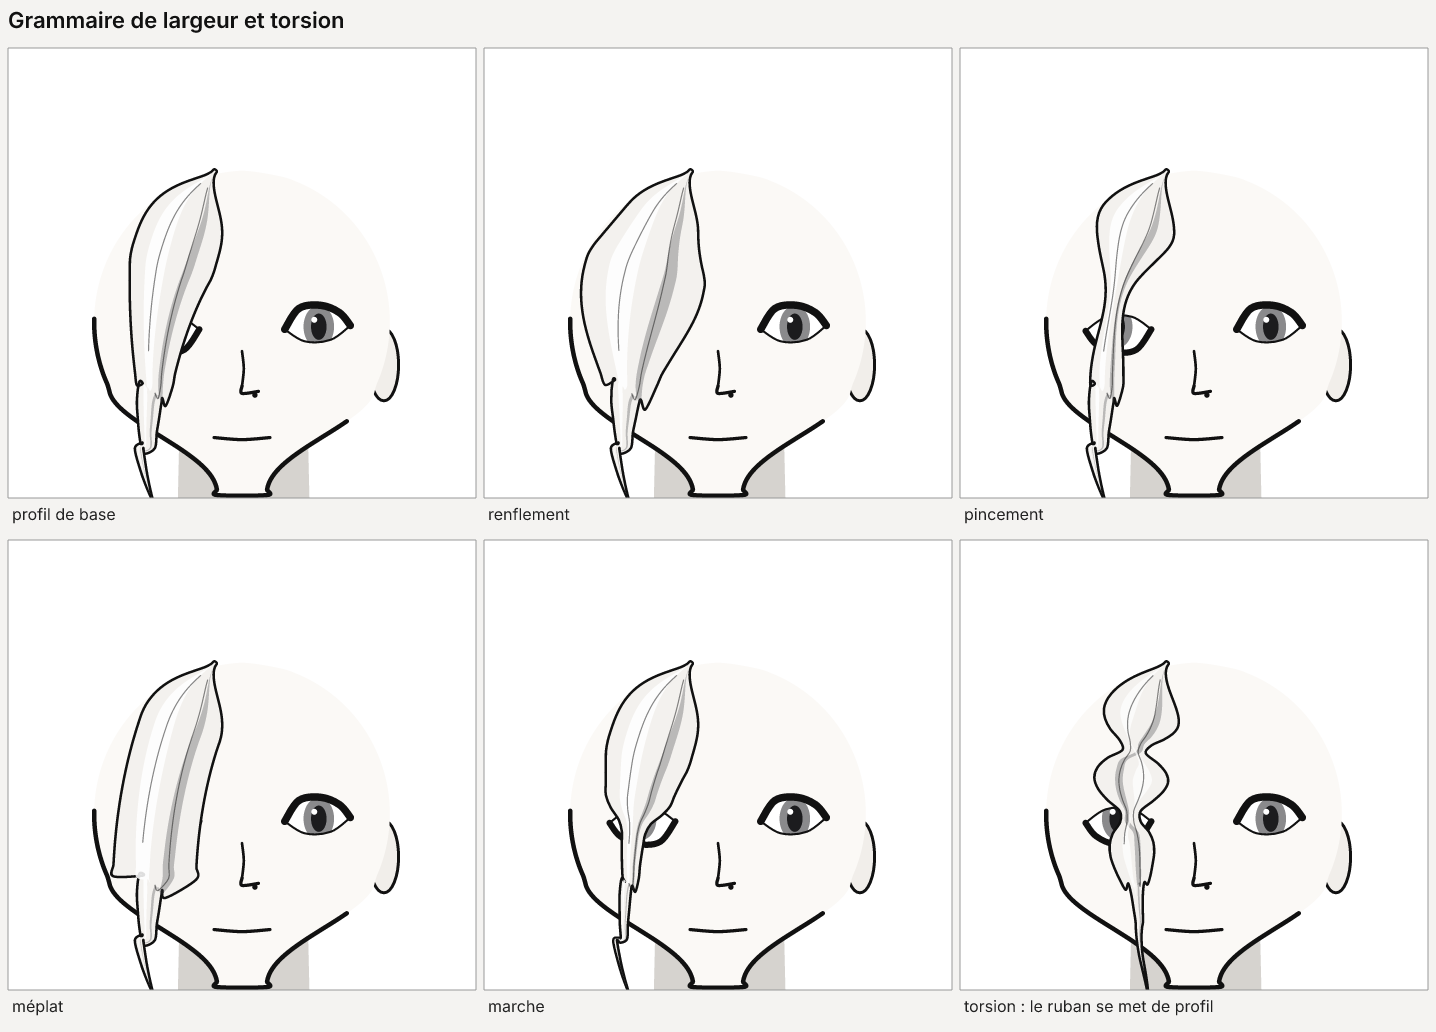 Grammaire de largeur et torsion
profil de base
renflement
pincement
méplat
marche
torsion : le ruban se met de profil